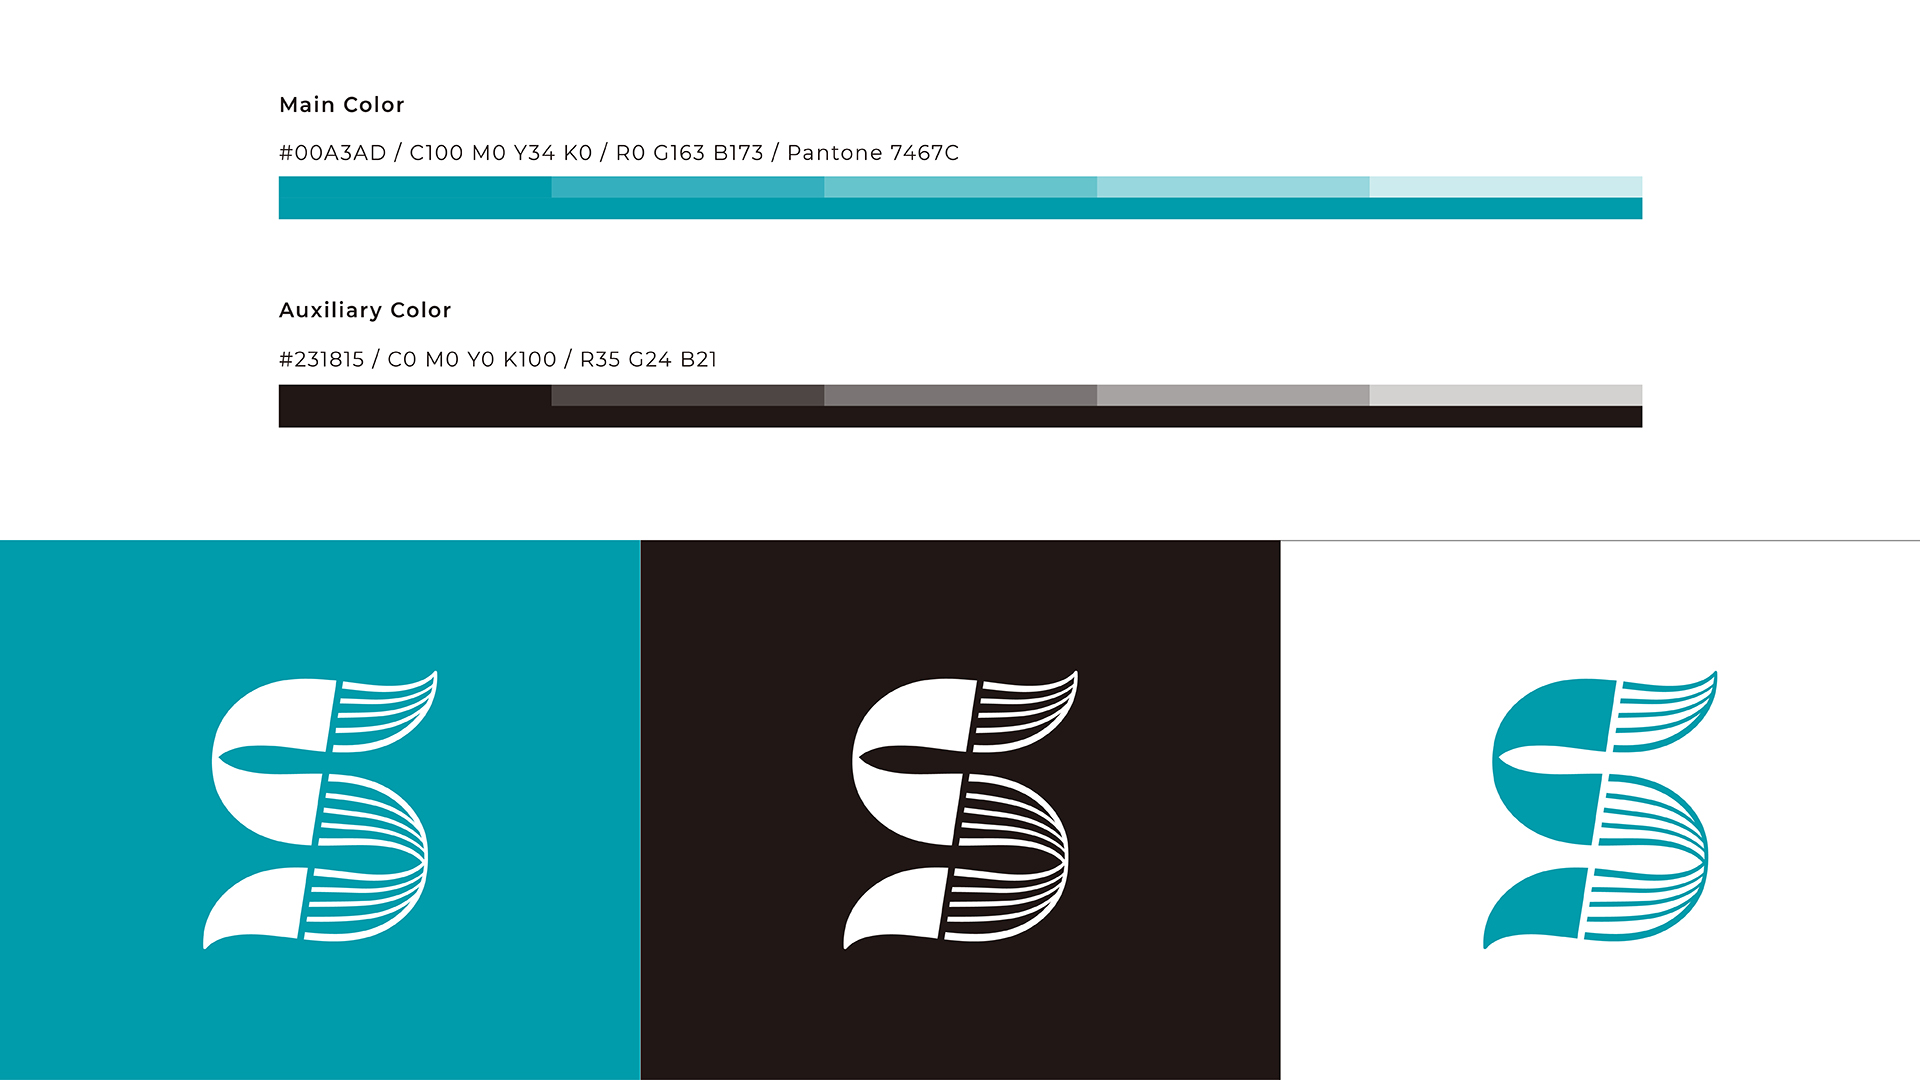 Main Color
#00A3AD / C100 M0 Y34 K0 / R0 G163 B173 / Pantone 7467C
Auxiliary Color
#231815 / C0 M0 Y0 K100 / R35 G24 B21
S
S
S